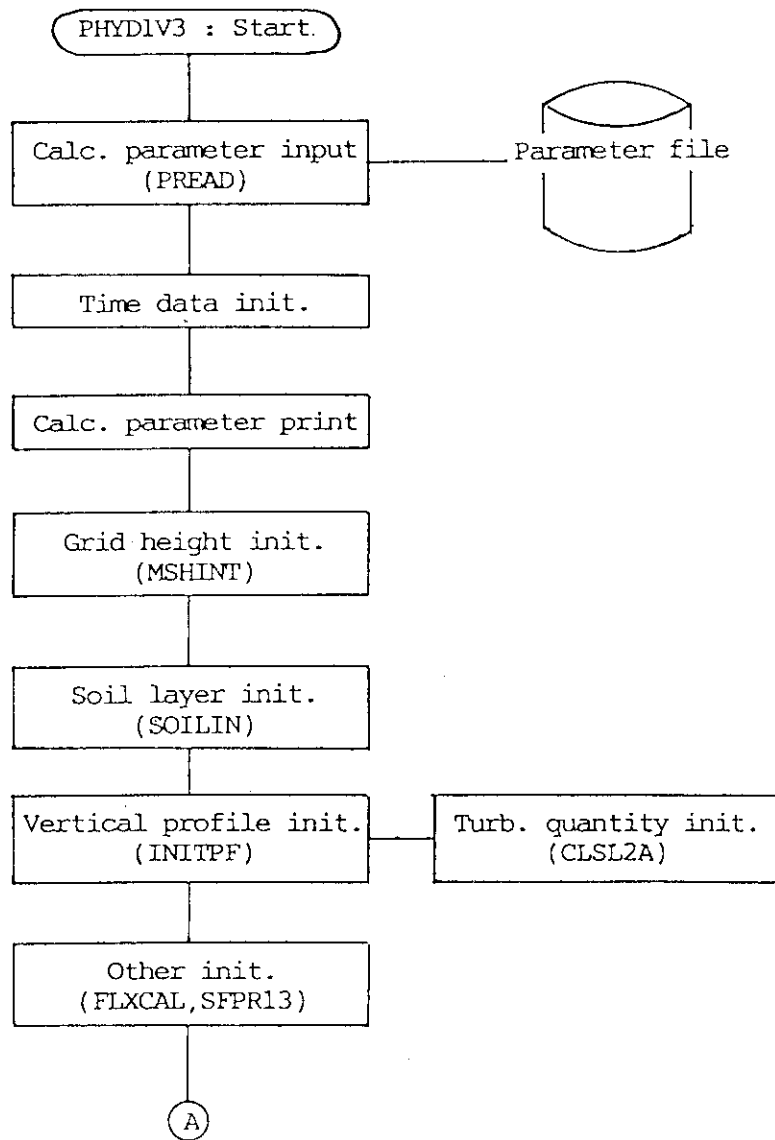 PHYD1V3 : Start.
Calc. parameter input
(PREAD)
Parameter file
Time data init.
Calc. parameter print
Grid height init.
(MSHINT)
Soil layer init.
(SOILIN)
Vertical profile init.
(INITPF)
Turb. quantity init.
(CLSL2A)
Other init.
(FLXCAL,SFPR13)
A